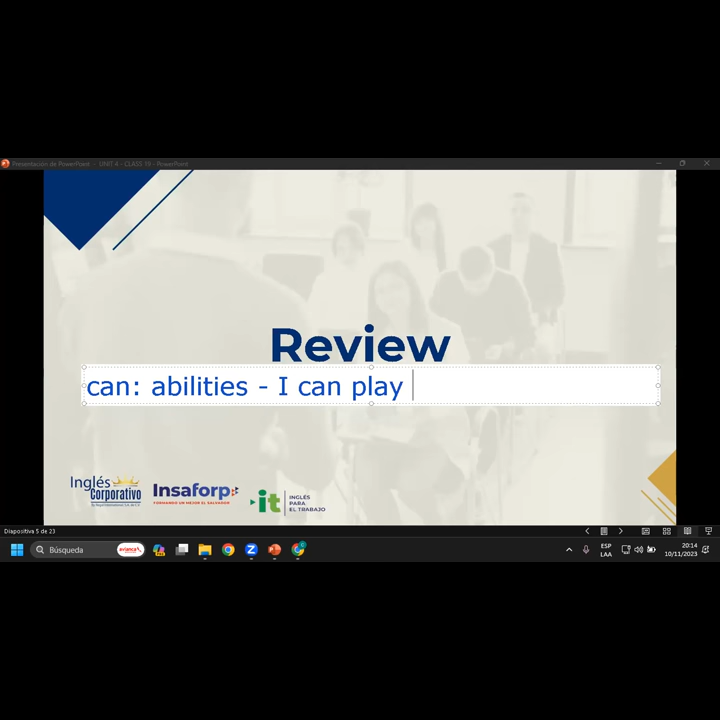 Presentación de PowerPoint - UNIT 4 - CLASS 19 - PowerPoint
Review
can: abilities - I can play
Inglés
Corporativo
Insaforp
FORMANDO UN MEJOR EL SALVADOR
it
INGLÉS
PARA
EL TRABAJO
Diapositiva 5 de 23
Búsqueda
avianca
ESP
LAA
20:14
10/11/2023